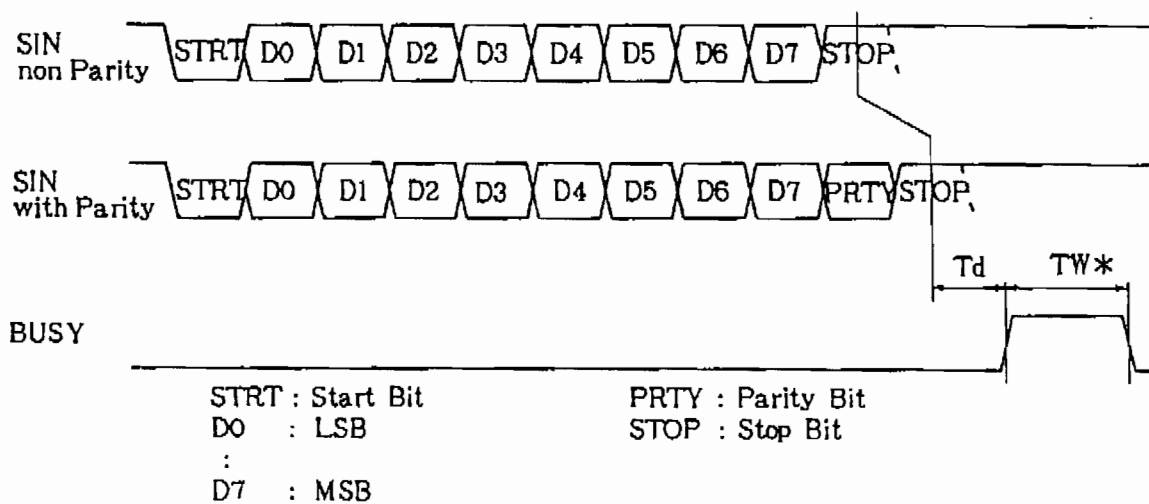 SIN
non Parity
STRT D0 D1 D2 D3 D4 D5 D6 D7 STOP
SIN
with Parity
STRT D0 D1 D2 D3 D4 D5 D6 D7 PRTY STOP
Td TW*
BUSY
STRT : Start Bit PRTY : Parity Bit
D0 : LSB STOP : Stop Bit
:
D7 : MSB